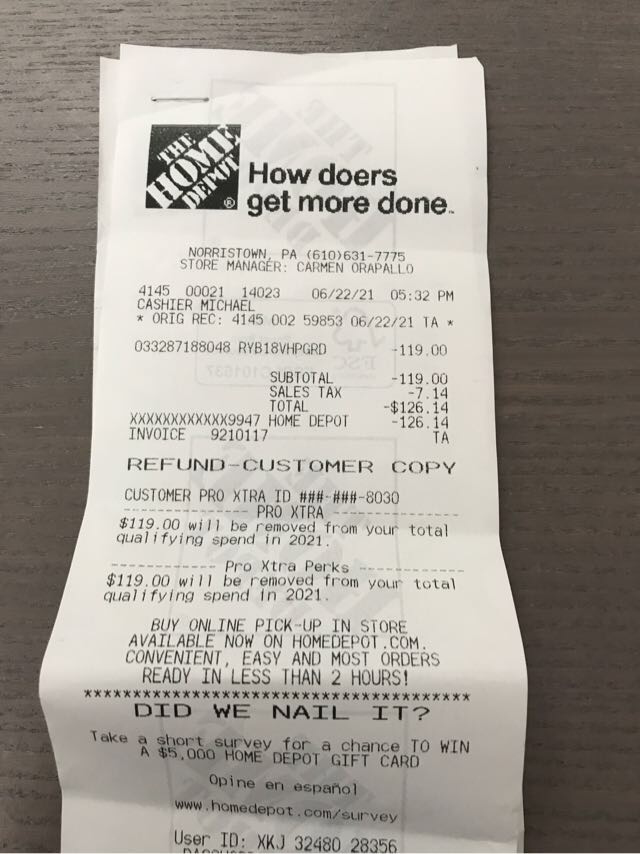 THE
HOME
DEPOT
®
How doers
get more done™
NORRISTOWN, PA (610)631-7775
STORE MANAGER: CARMEN ORAPALLO
4145 00021 14023 06/22/21 05:32 PM
CASHIER MICHAEL
* ORIG REC: 4145 002 59853 06/22/21 TA *
033287188048 RYB18VHPGRD -119.00
SUBTOTAL -119.00
SALES TAX -7.14
TOTAL -$126.14
XXXXXXXXXXXX9947 HOME DEPOT -126.14
INVOICE 9210117 TA
REFUND-CUSTOMER COPY
CUSTOMER PRO XTRA ID ###-###-8030
------------ PRO XTRA ------------
$119.00 will be removed from your total
qualifying spend in 2021.
------------ Pro Xtra Perks ------------
$119.00 will be removed from your total
qualifying spend in 2021.
BUY ONLINE PICK-UP IN STORE
AVAILABLE NOW ON HOMEDEPOT.COM.
CONVENIENT, EASY AND MOST ORDERS
READY IN LESS THAN 2 HOURS!
****************************************
DID WE NAIL IT?
Take a short survey for a chance TO WIN
A $5,000 HOME DEPOT GIFT CARD
Opine en español
www.homedepot.com/survey
User ID: XKJ 32480 28356